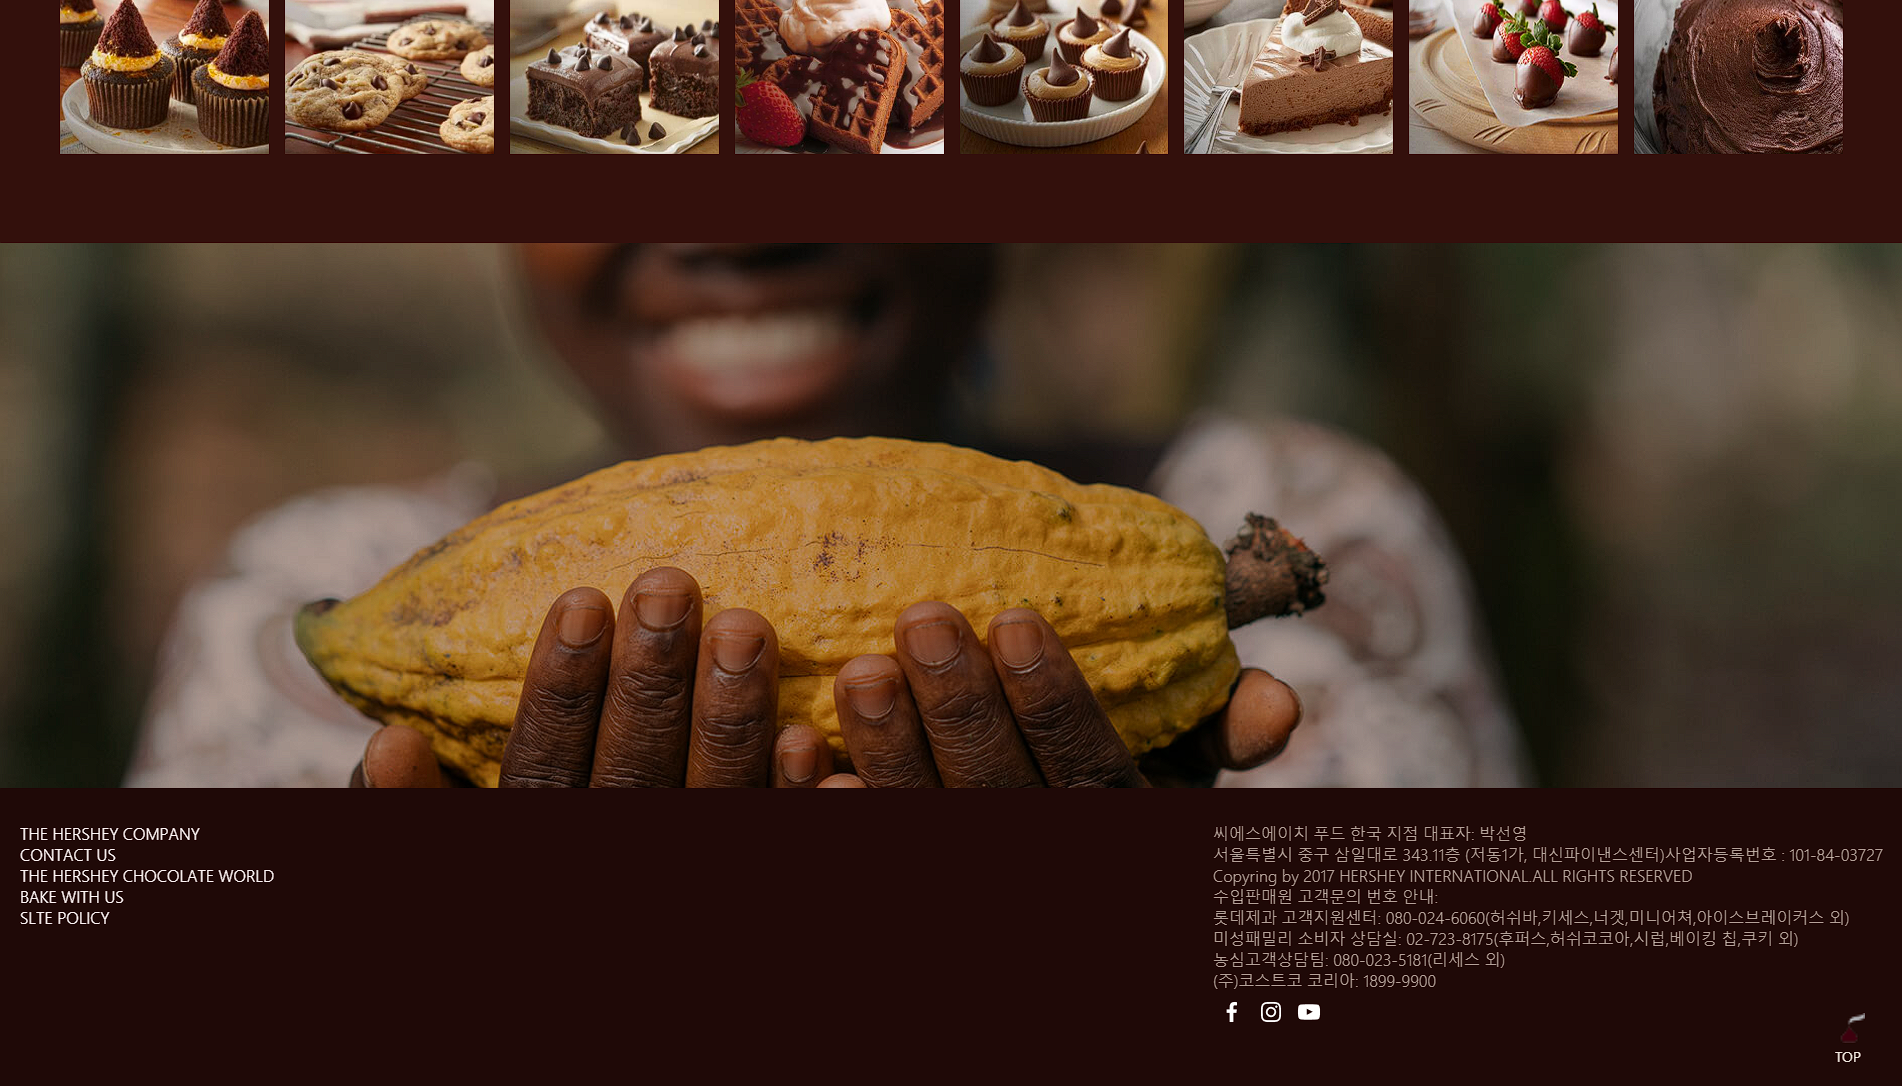 THE HERSHEY COMPANY
CONTACT US
THE HERSHEY CHOCOLATE WORLD
BAKE WITH US
SLTE POLICY
씨에스에이치 푸드 한국 지점 대표자: 박선영
서울특별시 중구 삼일대로 343.11층 (저동1가, 대신파이낸스센터)사업자등록번호 : 101-84-03727
Copyring by 2017 HERSHEY INTERNATIONAL.ALL RIGHTS RESERVED
수입판매원 고객문의 번호 안내:
롯데제과 고객지원센터: 080-024-6060(허쉬바,키세스,너겟,미니어쳐,아이스브레이커스 외)
미성패밀리 소비자 상담실: 02-723-8175(후퍼스,허쉬코코아,시럽,베이킹 칩,쿠키 외)
농심고객상담팀: 080-023-5181(리세스 외)
(주)코스트코 코리아: 1899-9900
TOP